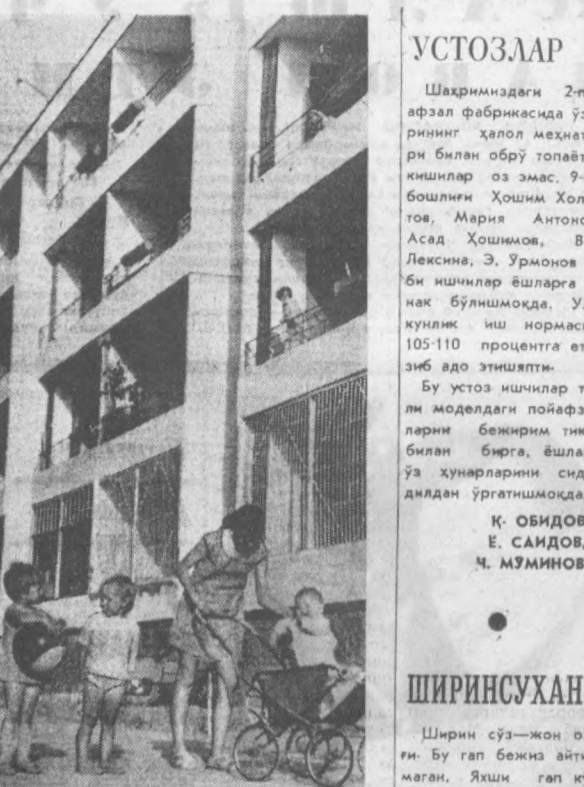 УСТОЗЛАР
Шаҳримиздаги 2-п
афзал фабрикасида ўз
рининг ҳалол меҳнат
ри билан обрў топаёт
кишилар оз эмас. 9-
бошлиғи Ҳошим Хол
тов, Мария Антоно
Асад Ҳошимов, В
Лексина, Э. Ўрмонов
би ишчилар ёшларга
нак бўлишмоқда. У
кунлик иш нормас
105-110 процентга ет
зиб адо этишяпти.
Бу устоз ишчилар т
ли моделдаги пойафз
ларни бежирим тик
билан бирга, ёшла
ўз ҳунарларини сид
дилдан ўргатишмоқда
Қ. ОБИДОВ
Ё. САИДОВ,
Ч. МЎМИНОВ
ШИРИНСУХАН
Ширин сўз—жон оз
ғи. Бу гап бежиз айти
маган. Яхши гап кў